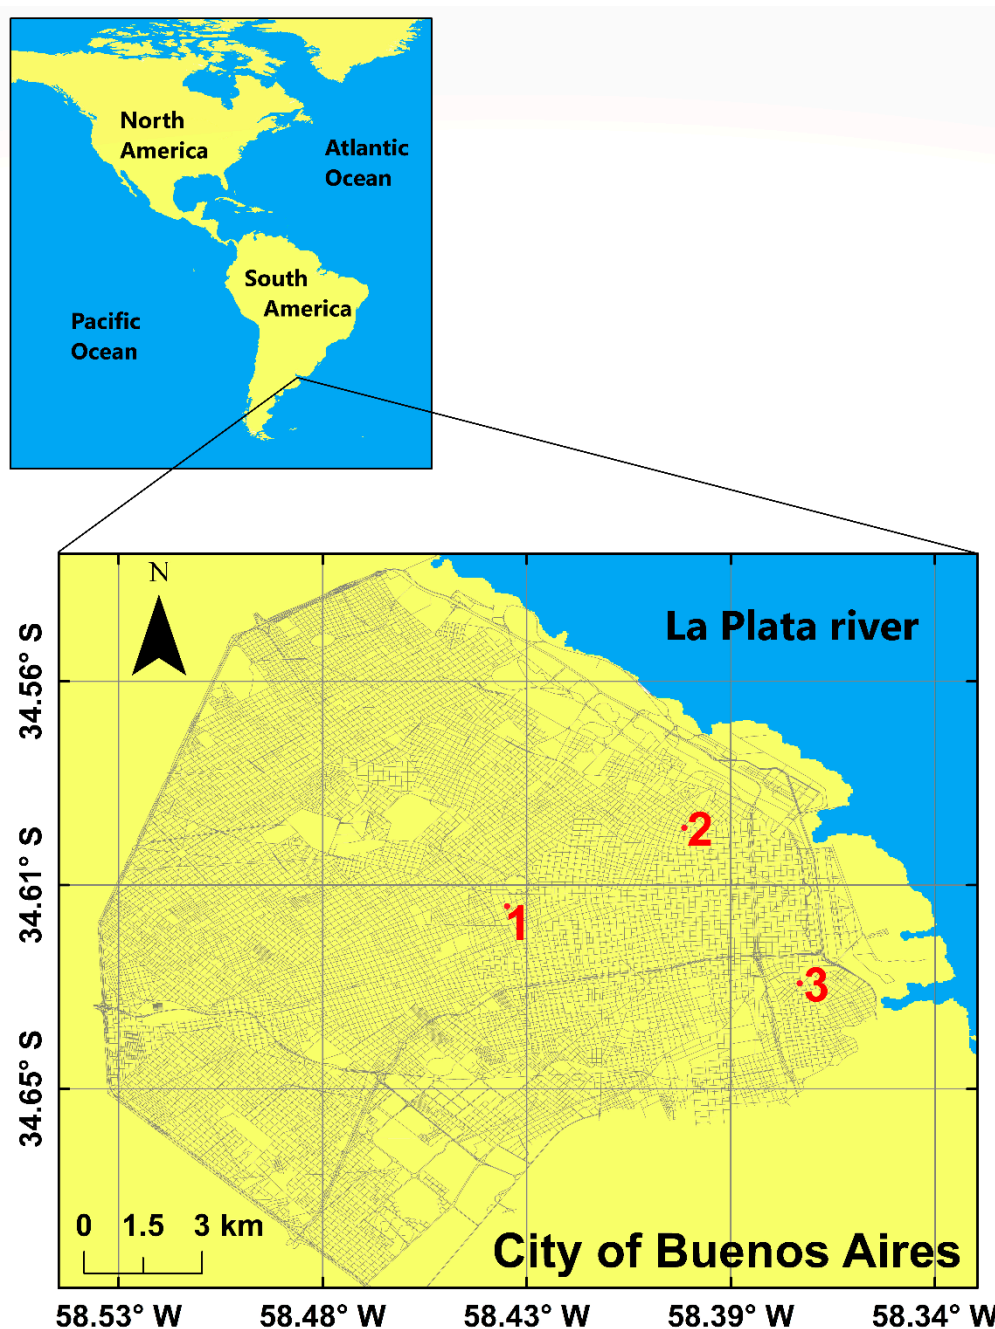 North
America
Atlantic
Ocean
South
America
Pacific
Ocean
N
La Plata river
34.56° S
2
34.61° S
1
3
34.65° S
0 1.5 3 km
City of Buenos Aires
58.53° W 58.48° W 58.43° W 58.39° W 58.34° W